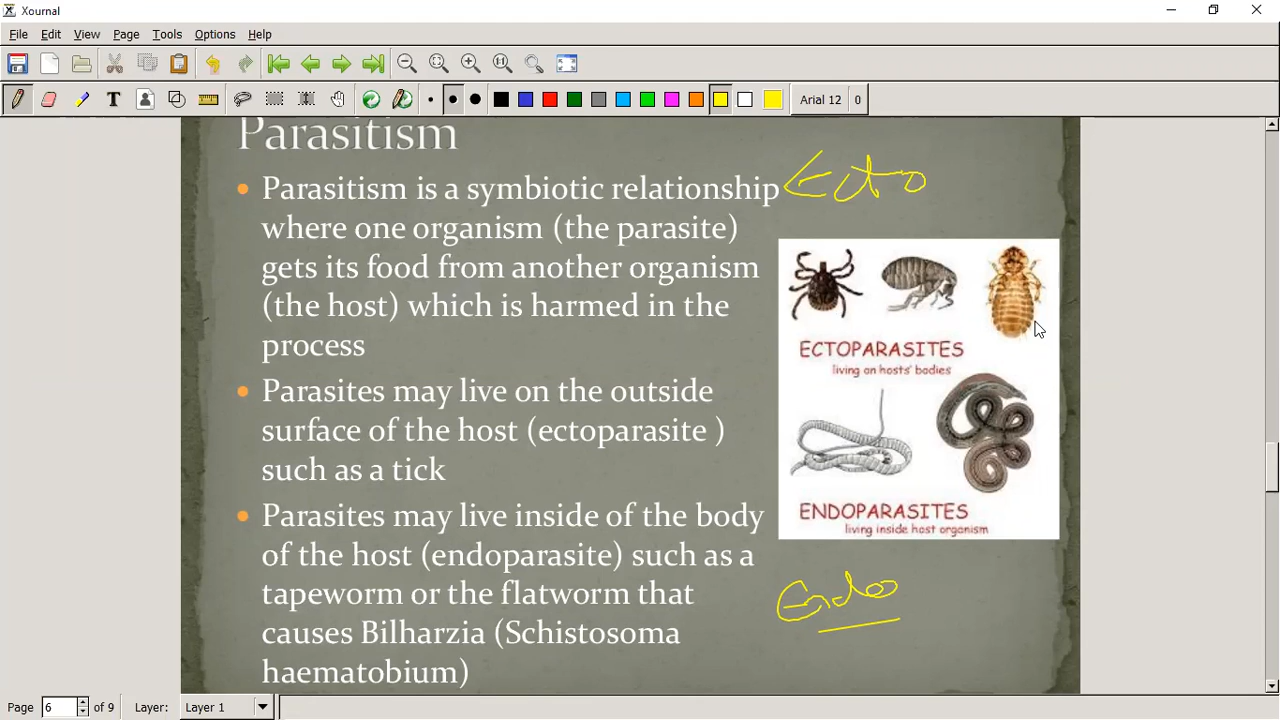 Xournal
File Edit View Page Tools Options Help
Arial 12 0
Parasitism
• Parasitism is a symbiotic relationship
where one organism (the parasite)
gets its food from another organism
(the host) which is harmed in the
process
• Parasites may live on the outside
surface of the host (ectoparasite )
such as a tick
• Parasites may live inside of the body
of the host (endoparasite) such as a
tapeworm or the flatworm that
causes Bilharzia (Schistosoma
haematobium)
Ecto
ECTOPARASITES
living on hosts' bodies
ENDOPARASITES
living inside host organism
Endo
Page 6 of 9 Layer: Layer 1